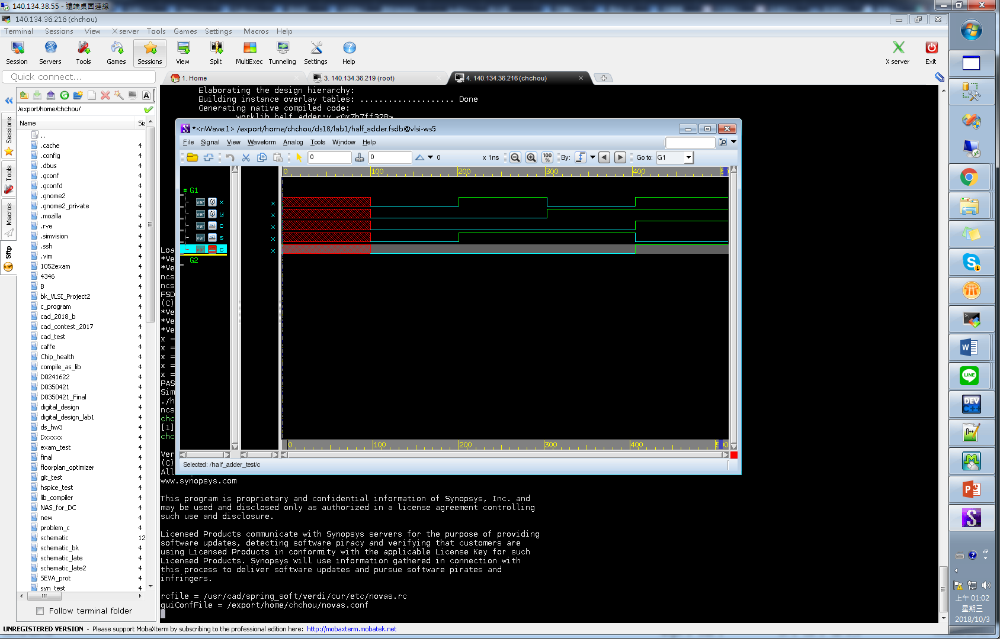 140.134.38.55 - 遠端桌面連線
140.134.36.216 (chchou)
Terminal Sessions View X server Tools Games Settings Macros Help
Session Servers Tools Games Sessions View Split MultiExec Tunneling Settings Help X server Exit
Quick connect...
1. Home
3. 140.134.36.219 (root)
4. 140.134.36.216 (chchou)
/export/home/chchou/
Name Siz
..
.cache 4
.config 4
.dbus 4
.gconf 4
.gconfd 4
.gnome2 4
.gnome2_private 4
.mozilla 4
.rve 4
.simvision 4
.ssh 4
.vim 4
1052exam 4
4346 4
B 4
bk_VLSI_Project2 4
c_program 4
cad_2018_b 4
cad_contest_2017 4
cad_test 4
caffe 4
Chip_health 4
compile_as_lib 4
D0241622 4
D0350421 4
D0350421_Final 4
digital_design 4
digital_design_lab1 4
ds_hw3 4
Dxxxxx 4
exam_test 4
final 4
floorplan_optimizer 4
git_test 4
hspice_test 4
lib_compiler 4
NAS_for_DC 4
new 4
problem_c 4
schematic 12
schematic_bk 4
schematic_late 4
schematic_late2 4
SEVA_prot 4
syn_test 4
Follow terminal folder
Sessions
Tools
Macros
Sftp
Elaborating the design hierarchy:
Building instance overlay tables: .................... Done
Generating native compiled code:
worklib.half_adder:v <0x7b7ff328>
*<nWave:1> /export/home/chchou/ds18/lab1/half_adder.fsdb@vlsi-ws5
File Signal View Waveform Analog Tools Window Help
0 0 0 x 1ns 100 % By: Go to: G1
0 100 200 300 400 500
G1
ver x x
ver y x
ver c x
ver s x
ver c x
G2
0 100 200 300 400 500
Selected: /half_adder_test/c
Loa
*Ve
*Ve
ncs
ncs
FSD
(C)
*Ve
*Ve
*Ve
x =
x =
x =
x =
x =
PAS
Sim
./h
ncs
chc
[1]
chc
Ver
(C)
All
www.synopsys.com
This program is proprietary and confidential information of Synopsys, Inc. and
may be used and disclosed only as authorized in a license agreement controlling
such use and disclosure.
Licensed Products communicate with Synopsys servers for the purpose of providing
software updates, detecting software piracy and verifying that customers are
using Licensed Products in conformity with the applicable License Key for such
Licensed Products. Synopsys will use information gathered in connection with
this process to deliver software updates and pursue software pirates and
infringers.
rcfile = /usr/cad/spring_soft/verdi/cur/etc/novas.rc
guiConfFile = /export/home/chchou/novas.conf
UNREGISTERED VERSION - Please support MobaXterm by subscribing to the professional edition here: http://mobaxterm.mobatek.net
LINE
DEV C++
上午 01:02
星期三
2018/10/3